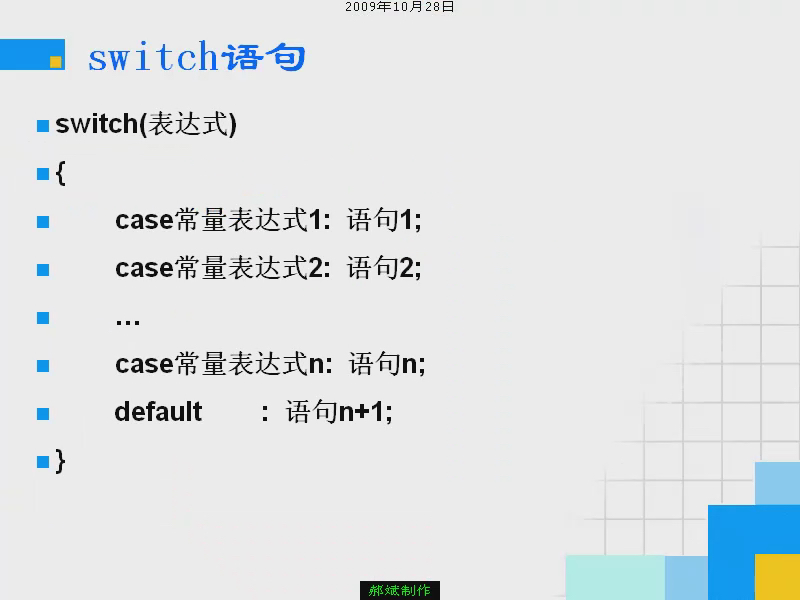 2009年10月28日
switch语句
switch(表达式)
{
case常量表达式1: 语句1;
case常量表达式2: 语句2;
...
case常量表达式n: 语句n;
default : 语句n+1;
}
郝斌制作